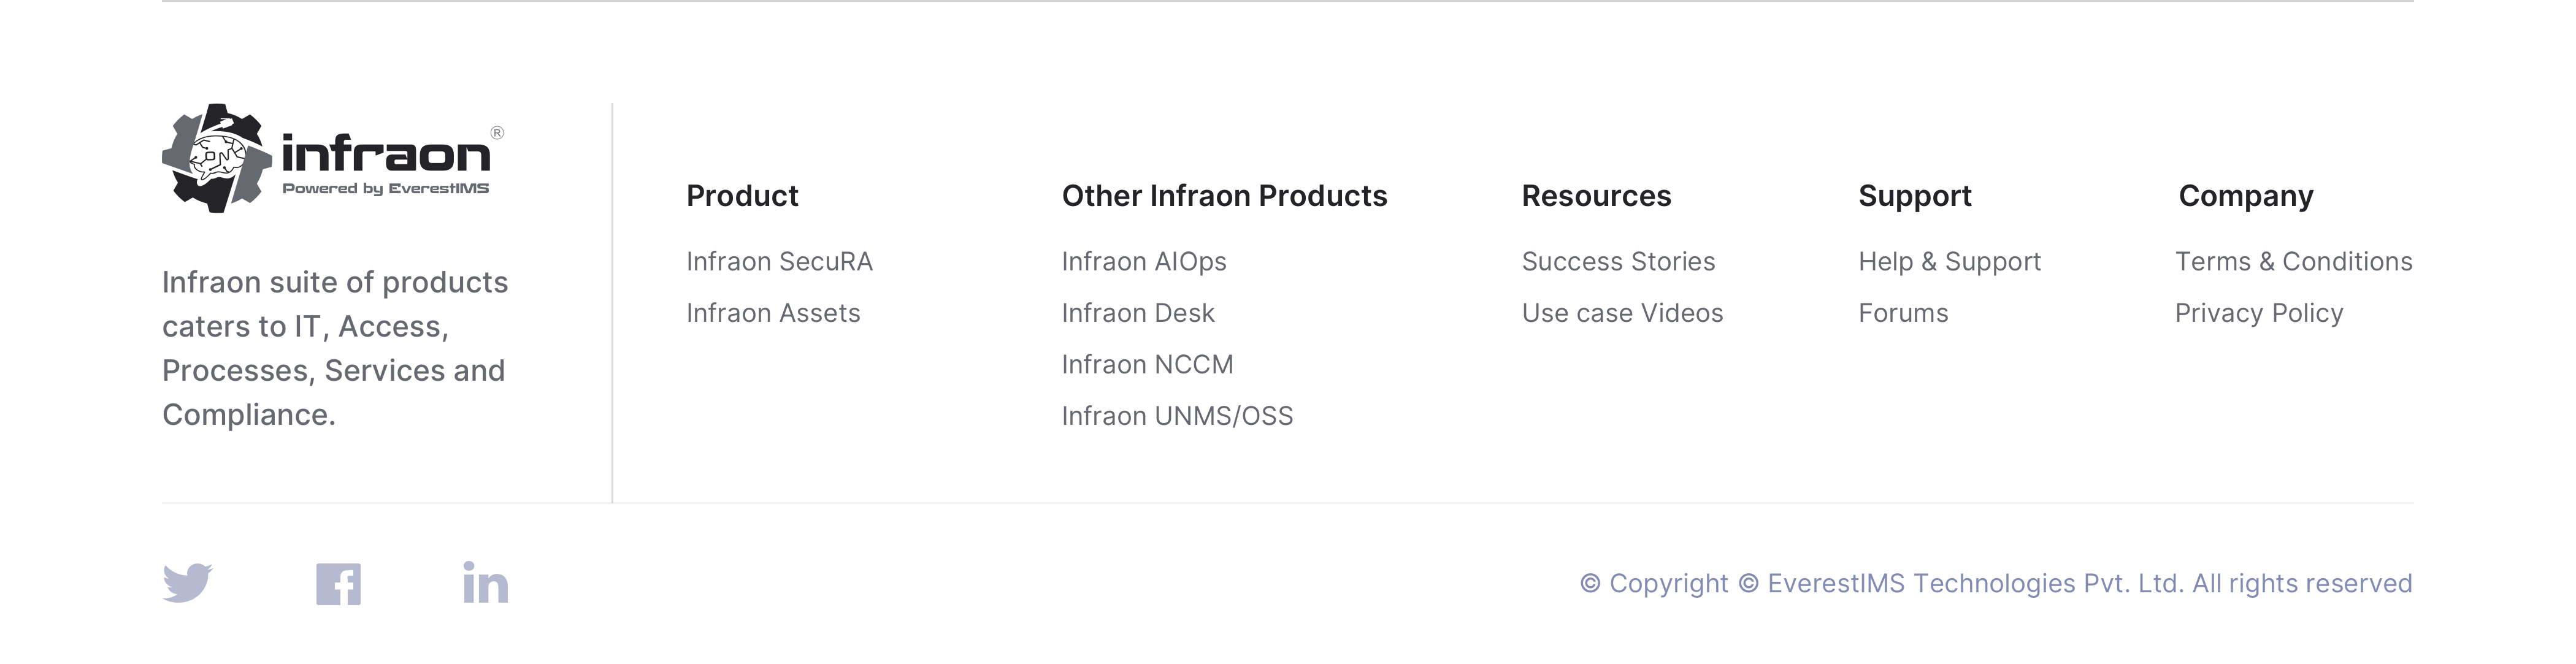 infraon®
Powered by EverestIMS
Infraon suite of products
caters to IT, Access,
Processes, Services and
Compliance.
Product
Infraon SecuRA
Infraon Assets
Other Infraon Products
Infraon AIOps
Infraon Desk
Infraon NCCM
Infraon UNMS/OSS
Resources
Success Stories
Use case Videos
Support
Help & Support
Forums
Company
Terms & Conditions
Privacy Policy
in
© Copyright © EverestIMS Technologies Pvt. Ltd. All rights reserved